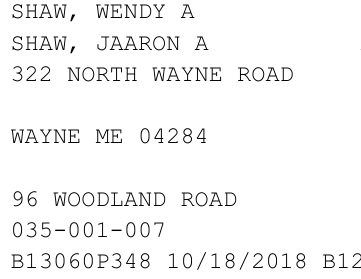 SHAW, WENDY A
SHAW, JAARON A
322 NORTH WAYNE ROAD
WAYNE ME 04284
96 WOODLAND ROAD
035-001-007
B13060P348 10/18/2018 B12